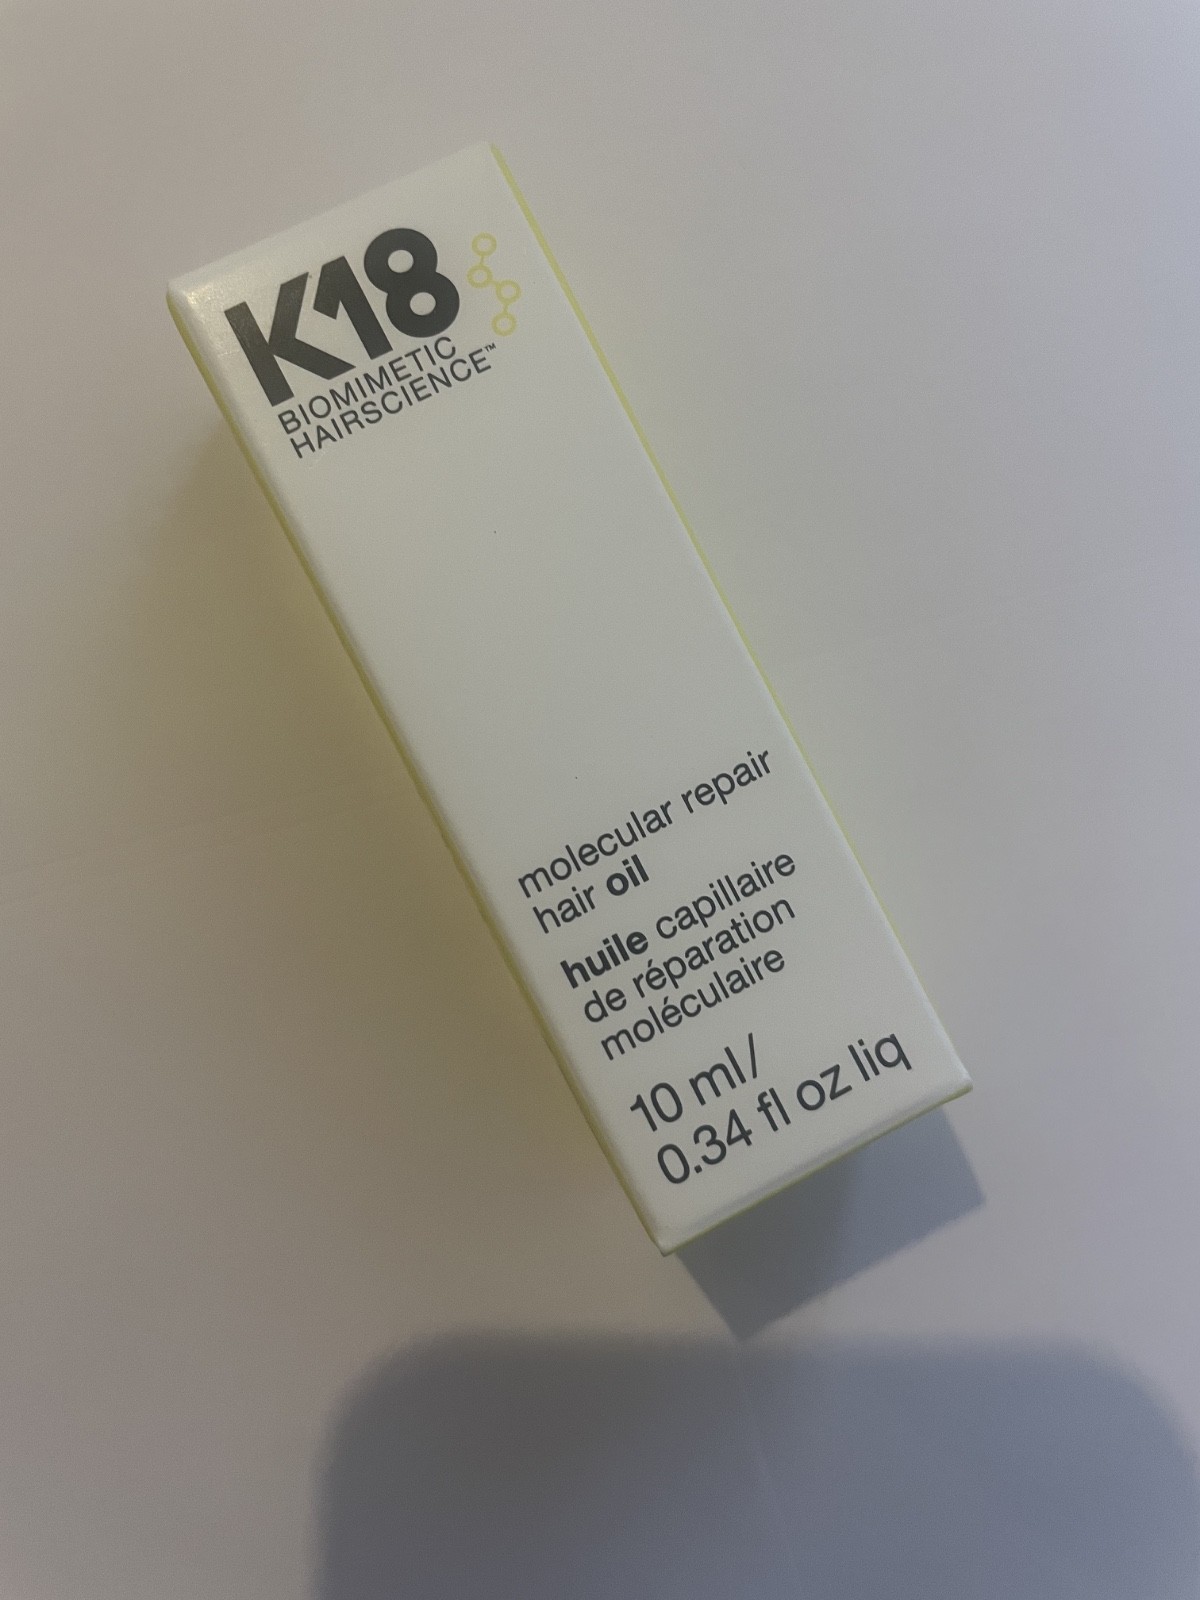 K18
BIOMIMETIC
HAIRSCIENCE™
molecular repair
hair oil
huile capillaire
de réparation
moléculaire
10 ml/
0.34 fl oz liq